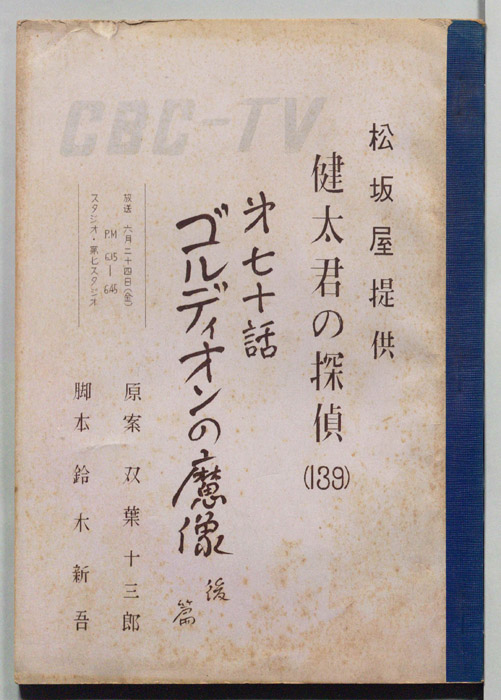 CBC-TV
松坂屋提供
健太君の探偵(139)
第七十話
ゴルディオンの魔像 後篇
放送 六月二十四日(金)
P.M 6.15―6.45
スタジオ・第七スタジオ
原案 双葉十三郎
脚本 鈴木新吾